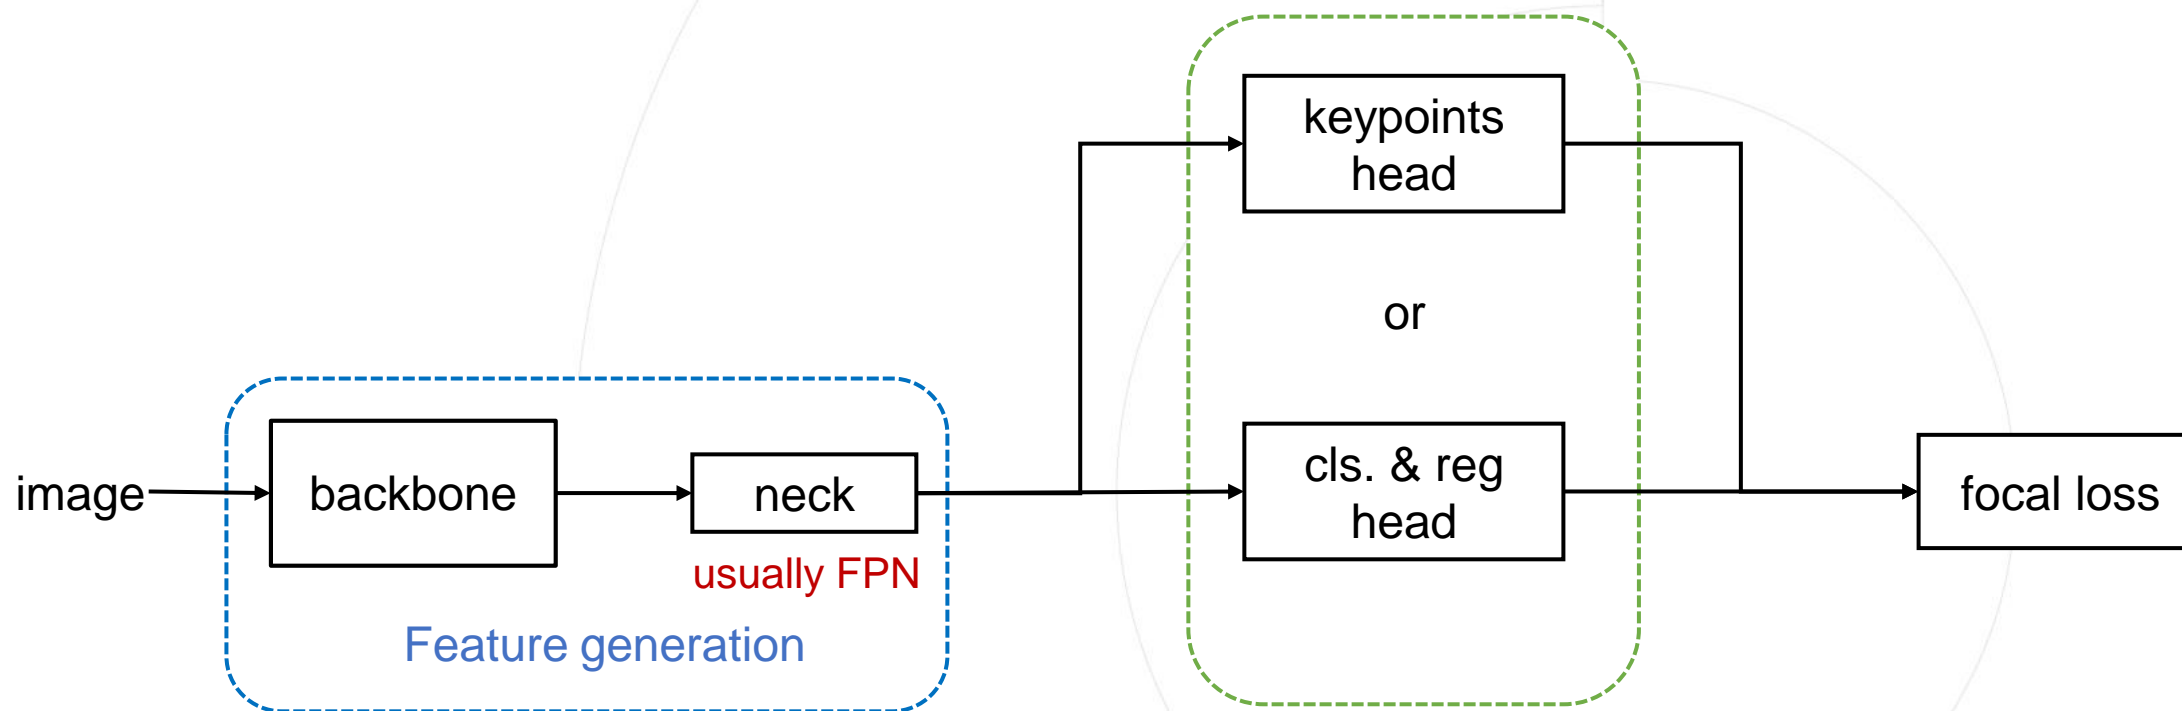 image
backbone
neck
usually FPN
Feature generation
keypoints
head
or
cls. & reg
head
focal loss